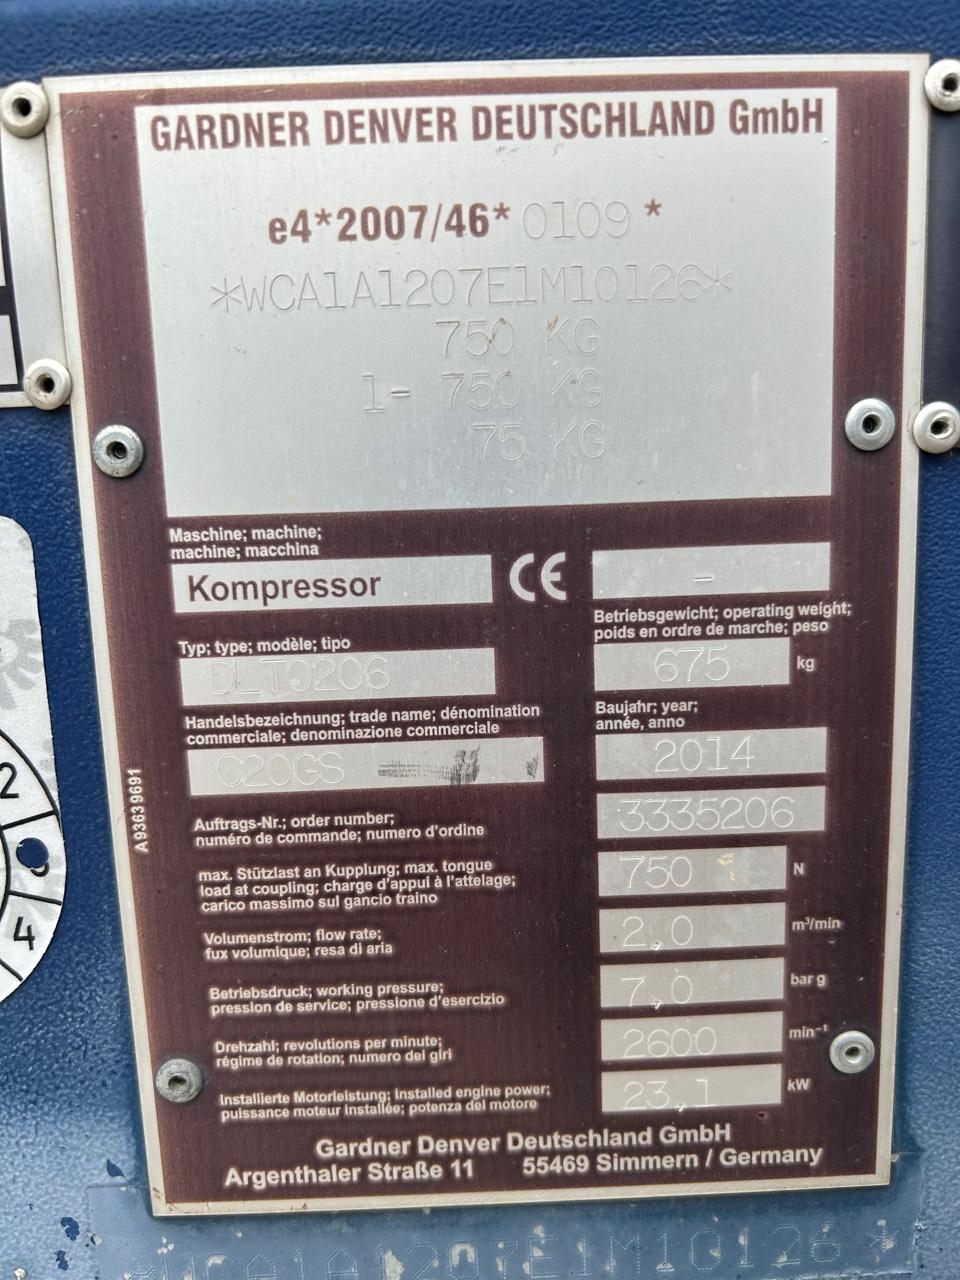 GARDNER DENVER DEUTSCHLAND GmbH
e4*2007/46* 0109 *
*WCA1A1207E1M10126*
750 KG
1- 750 KG
75 KG
Maschine; machine;
machine; macchina
Kompressor
CE
-
Betriebsgewicht; operating weight;
poids en ordre de marche; peso
Typ; type; modèle; tipo
DLT0206
675 kg
Handelsbezeichnung; trade name; dénomination
commerciale; denominazione commerciale
C20GS
Baujahr; year;
année, anno
2014
A93639691
Auftrags-Nr.; order number;
numéro de commande; numero d'ordine
3335206
max. Stützlast an Kupplung; max. tongue
load at coupling; charge d'appui à l'attelage;
carico massimo sul gancio traino
750 N
Volumenstrom; flow rate;
fux volumique; resa di aria
2,0 m³/min
Betriebsdruck; working pressure;
pression de service; pressione d'esercizio
7,0 bar g
Drehzahl; revolutions per minute;
régime de rotation; numero dei giri
2600 min⁻¹
Installierte Motorleistung; Installed engine power;
puissance moteur installée; potenza del motore
23,1 kW
Gardner Denver Deutschland GmbH
Argenthaler Straße 11 55469 Simmern / Germany
2
4
*WCA1A1207E1M10126*